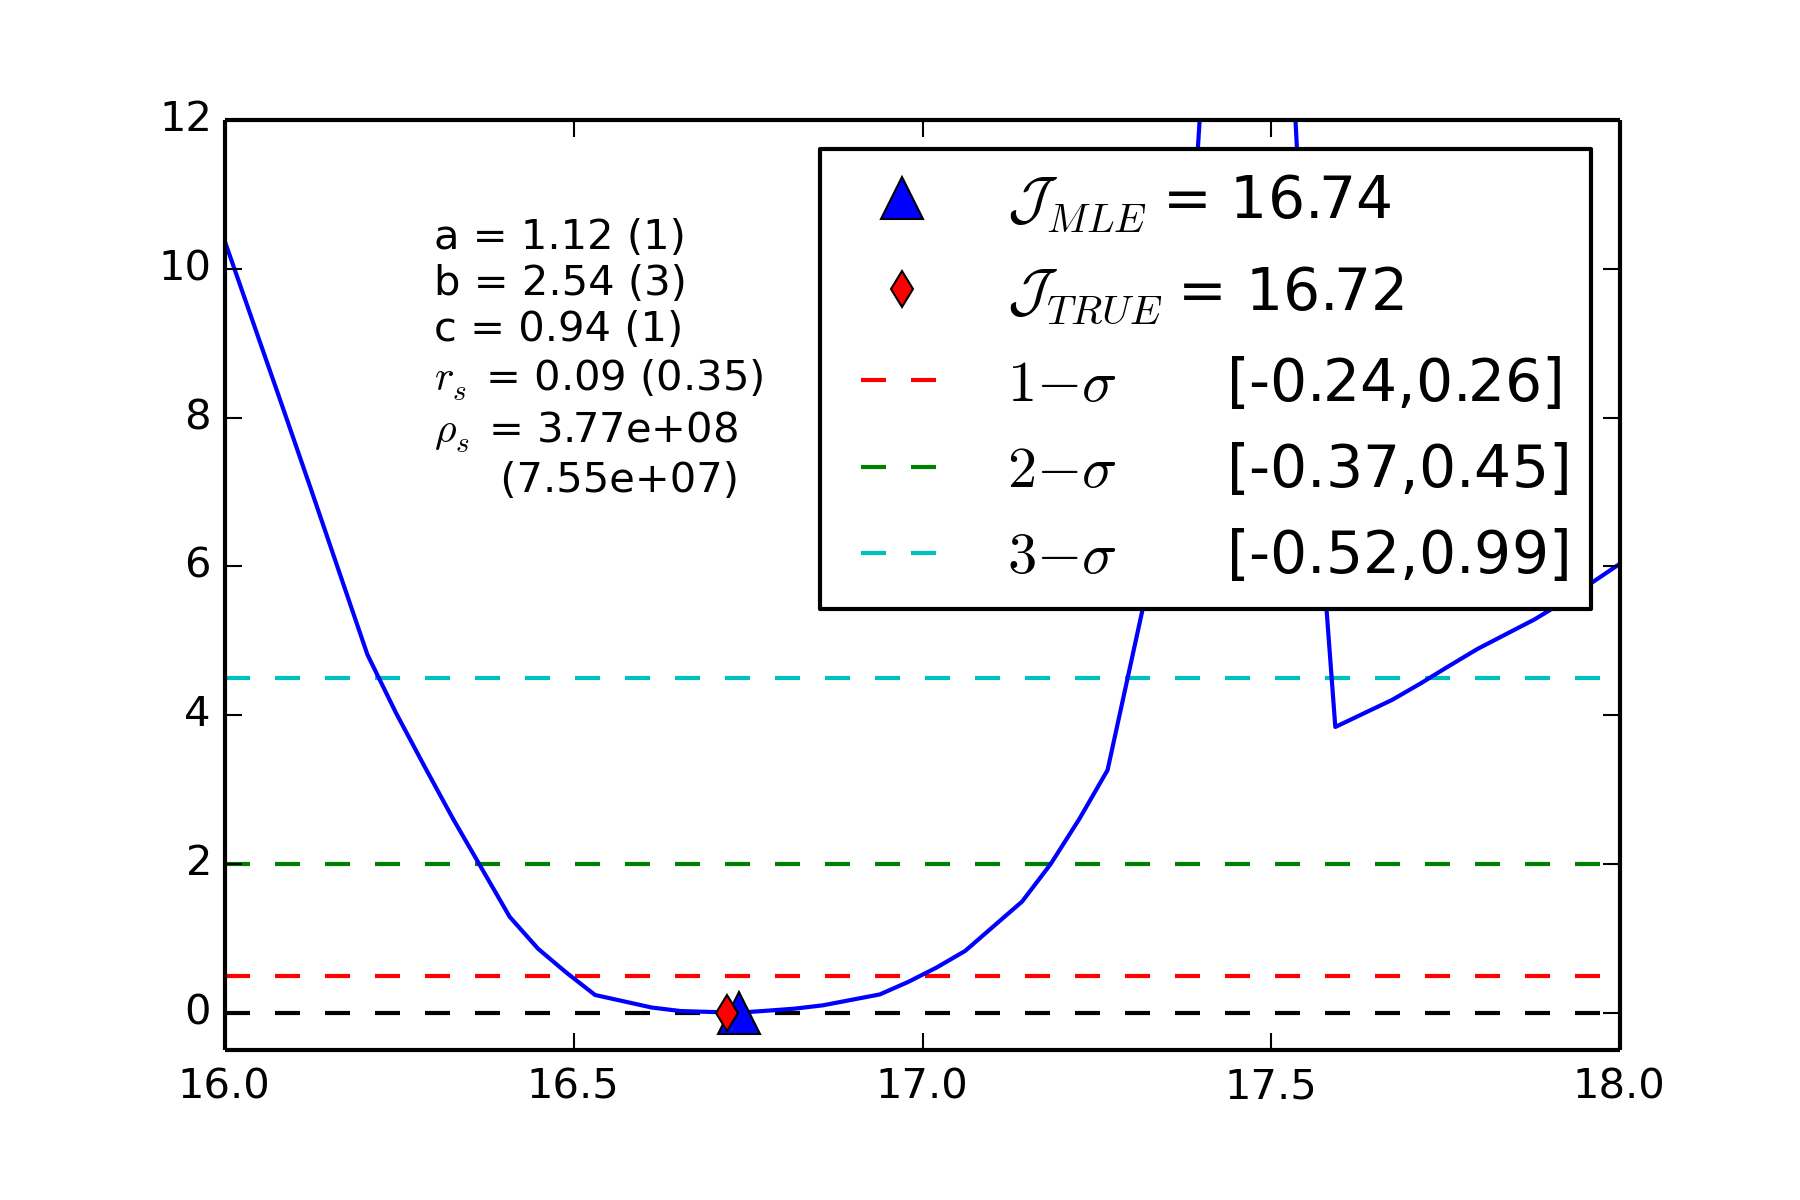 12
10
8
6
4
2
0
16.0 16.5 17.0 17.5 18.0
a = 1.12 (1)
b = 2.54 (3)
c = 0.94 (1)
r_s = 0.09 (0.35)
ρ_s = 3.77e+08
(7.55e+07)
𝒥_MLE = 16.74
𝒥_TRUE = 16.72
1−σ [-0.24,0.26]
2−σ [-0.37,0.45]
3−σ [-0.52,0.99]